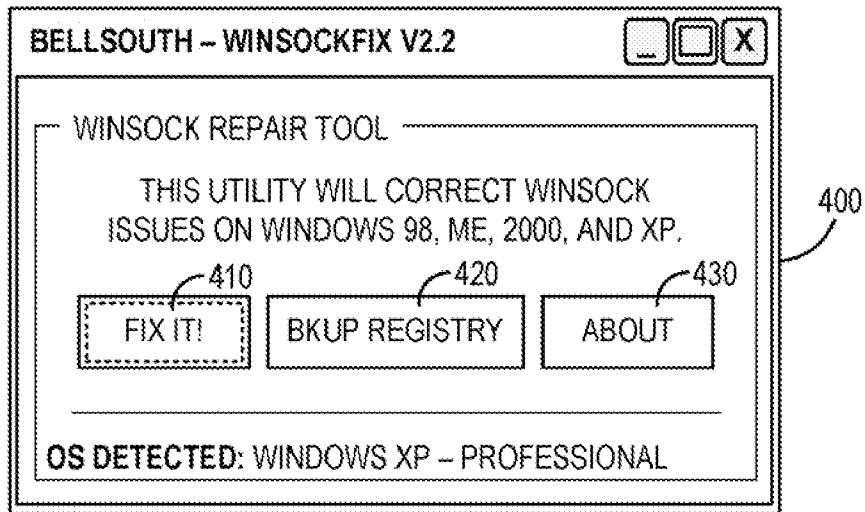 BELLSOUTH – WINSOCKFIX V2.2
_ X
WINSOCK REPAIR TOOL
THIS UTILITY WILL CORRECT WINSOCK
ISSUES ON WINDOWS 98, ME, 2000, AND XP.
400
410 420 430
FIX IT! BKUP REGISTRY ABOUT
OS DETECTED: WINDOWS XP – PROFESSIONAL